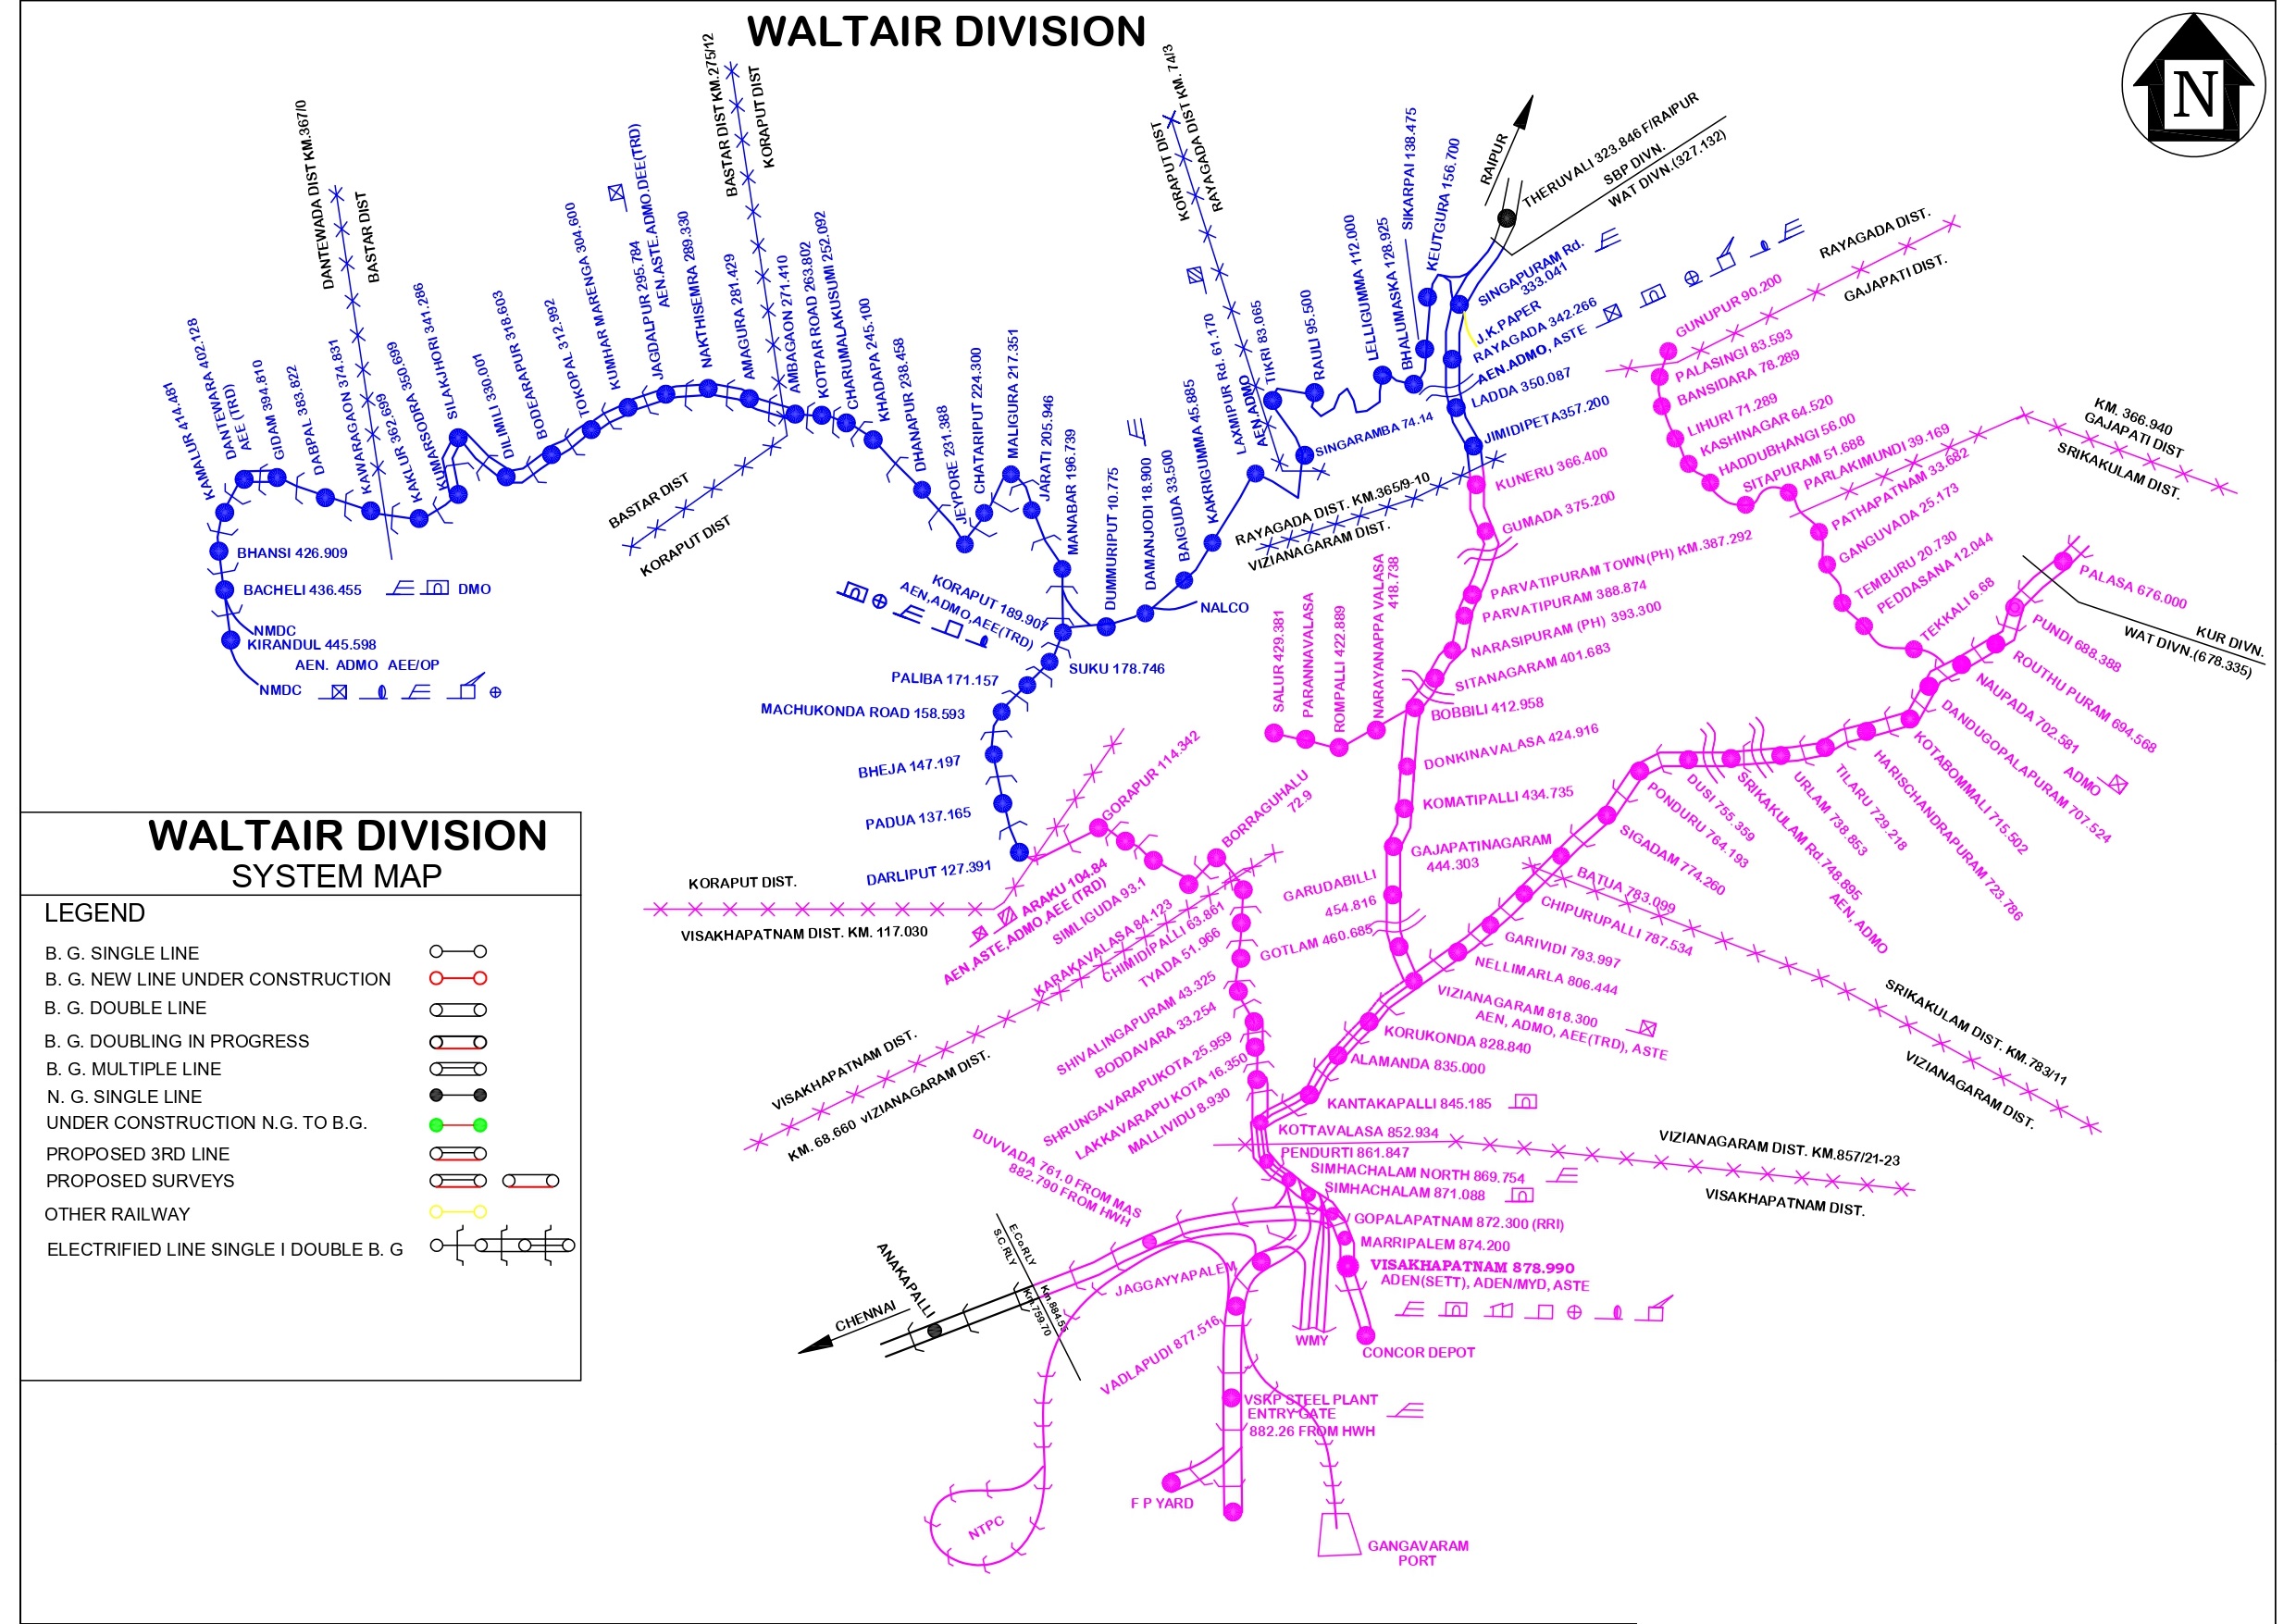 WALTAIR DIVISION
N
DANTEWADA DIST KM.367/0
BASTAR DIST
BASTAR DIST KM.275/12
KORAPUT DIST
KORAPUT DIST
RAYAGADA DIST KM. 74/3
RAIPUR
THERUVALI 323.846 F/RAIPUR
SBP DIVN.
WAT DIVN.(327.132)
KAMALUR 414.481
DANTEWARA 402.128
AEE (TRD)
GIDAM 394.810
DABPAL 383.822
KAWARAGAON 374.831
KAKLUR 362.699
KUMARSODRA 350.699
SILAKJHORI 341.286
DILIMILI 330.001
BODEARAPUR 318.603
TOKOPAL 312.992
KUMHAR MARENGA 304.600
JAGDALPUR 295.784
AEN.ASTE.ADMO.DEE(TRD)
NAKTHISEMRA 289.330
AMAGURA 281.429
AMBAGAON 271.410
KOTPAR ROAD 263.802
CHARUMALAKUSUMI 252.092
KHADAPA 245.100
DHANAPUR 238.458
JEYPORE 231.388
CHATARIPUT 224.300
MALIGURA 217.351
JARATI 205.946
MANABAR 196.739
DUMMURIPUT 10.775
DAMANJODI 18.900
BAIGUDA 33.500
KAKRIGUMMA 45.885
LAXMIPUR Rd. 61.170
AEN.ADMO
TIKRI 83.065
RAULI 95.500
LELLIGUMMA 112.000
BHALUMASKA 128.925
SIKARPAI 138.475
KEUTGURA 156.700
SINGARAMBA 74.14
SINGAPURAM Rd.
333.041
J.K.PAPER
RAYAGADA 342.266
AEN.ADMO, ASTE
LADDA 350.087
JIMIDIPETA357.200
RAYAGADA DIST.
GAJAPATI DIST.
GUNUPUR 90.200
PALASINGI 83.593
BANSIDARA 78.289
LIHURI 71.289
KASHINAGAR 64.520
HADDUBHANGI 56.00
SITAPURAM 51.688
PARLAKIMUNDI 39.169
PATHAPATNAM 33.682
GANGUVADA 25.173
TEMBURU 20.730
PEDDASANA 12.044
TEKKALI 6.68
KM. 366.940
GAJAPATI DIST
SRIKAKULAM DIST.
BASTAR DIST
KORAPUT DIST
RAYAGADA DIST. KM.365/9-10
VIZIANAGARAM DIST.
BHANSI 426.909
BACHELI 436.455
DMO
NMDC
KIRANDUL 445.598
AEN. ADMO AEE/OP
NMDC
KORAPUT 189.907
AEN,ADMO,AEE(TRD)
NALCO
SUKU 178.746
PALIBA 171.157
MACHUKONDA ROAD 158.593
BHEJA 147.197
PADUA 137.165
DARLIPUT 127.391
KUNERU 366.400
GUMADA 375.200
PARVATIPURAM TOWN(PH) KM.387.292
PARVATIPURAM 388.874
NARASIPURAM (PH) 393.300
SITANAGARAM 401.683
BOBBILI 412.958
DONKINAVALASA 424.916
KOMATIPALLI 434.735
GAJAPATINAGARAM
444.303
GARUDABILLI
454.816
GOTLAM 460.685
SALUR 429.381
PARANNAVALASA
ROMPALLI 422.889
NARAYANAPPA VALASA
418.738
PALASA 676.000
KUR DIVN.
WAT DIVN.(678.335)
PUNDI 688.388
ROUTHU PURAM 694.568
NAUPADA 702.581
ADMO
DANDUGOPALAPURAM 707.524
KOTABOMMALI 715.502
HARISCHANDRAPURAM 723.786
TILARU 729.218
URLAM 738.853
SRIKAKULAM Rd.748.895
AEN, ADMO
DUSI 755.359
PONDURU 764.193
SIGADAM 774.260
BATUA 783.099
CHIPURUPALLI 787.534
GARIVIDI 793.997
NELLIMARLA 806.444
VIZIANAGARAM 818.300
AEN, ADMO, AEE(TRD), ASTE
KORUKONDA 828.840
ALAMANDA 835.000
KANTAKAPALLI 845.185
KOTTAVALASA 852.934
PENDURTI 861.847
SIMHACHALAM NORTH 869.754
SIMHACHALAM 871.088
GOPALAPATNAM 872.300 (RRI)
MARRIPALEM 874.200
VISAKHAPATNAM 878.990
ADEN(SETT), ADEN/MYD, ASTE
CONCOR DEPOT
WMY
SRIKAKULAM DIST. KM.783/11
VIZIANAGARAM DIST.
VIZIANAGARAM DIST. KM.857/21-23
VISAKHAPATNAM DIST.
GORAPUR 114.342
ARAKU 104.84
AEN,ASTE,ADMO,AEE (TRD)
SIMLIGUDA 93.1
KARAKAVALASA 84.123
BORRAGUHALU
72.9
CHIMIDIPALLI 63.861
TYADA 51.966
SHIVALINGAPURAM 43.325
BODDAVARA 33.254
SHRUNGAVARAPUKOTA 25.959
LAKKAVARAPU KOTA 16.350
MALLIVIDU 8.930
KORAPUT DIST.
VISAKHAPATNAM DIST. KM. 117.030
VISAKHAPATNAM DIST.
KM. 68.660 vIZIANAGARAM DIST.
DUVVADA 761.0 FROM MAS
882.790 FROM HWH
E.Co.RLY
S.C.RLY
Km.884.55
Km.759.70
ANAKAPALLI
CHENNAI
JAGGAYYAPALEM
VADLAPUDI 877.516
VSKP STEEL PLANT
ENTRY GATE
882.26 FROM HWH
F P YARD
NTPC
GANGAVARAM
PORT
WALTAIR DIVISION
SYSTEM MAP
LEGEND
B. G. SINGLE LINE
B. G. NEW LINE UNDER CONSTRUCTION
B. G. DOUBLE LINE
B. G. DOUBLING IN PROGRESS
B. G. MULTIPLE LINE
N. G. SINGLE LINE
UNDER CONSTRUCTION N.G. TO B.G.
PROPOSED 3RD LINE
PROPOSED SURVEYS
OTHER RAILWAY
ELECTRIFIED LINE SINGLE I DOUBLE B. G